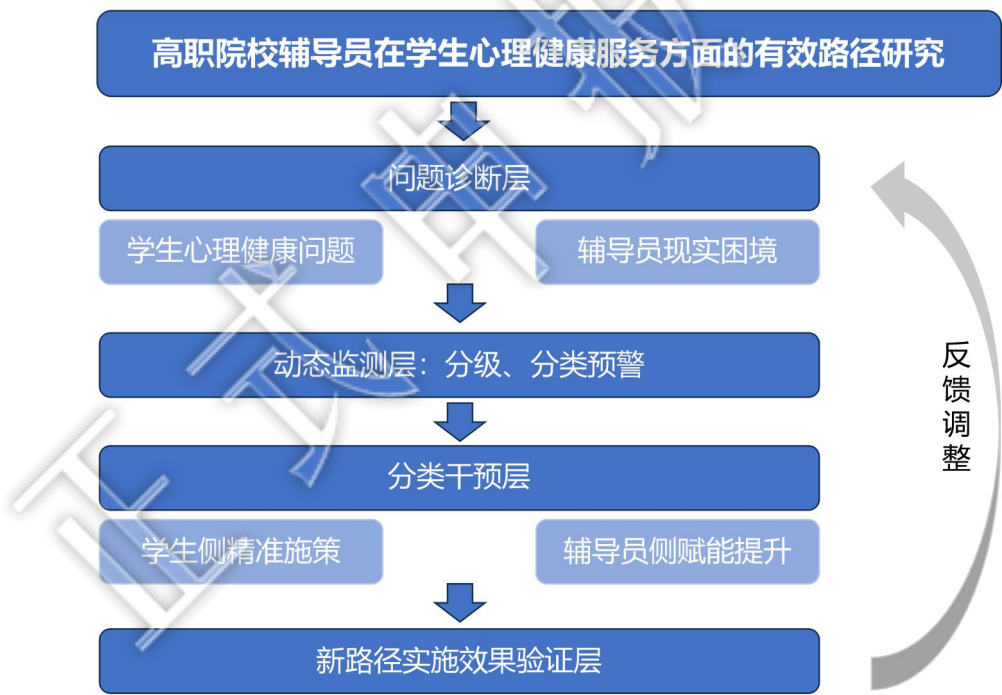 高职院校辅导员在学生心理健康服务方面的有效路径研究
问题诊断层
学生心理健康问题
辅导员现实困境
动态监测层：分级、分类预警
分类干预层
学生侧精准施策
辅导员侧赋能提升
新路径实施效果验证层
反馈调整
正式申报